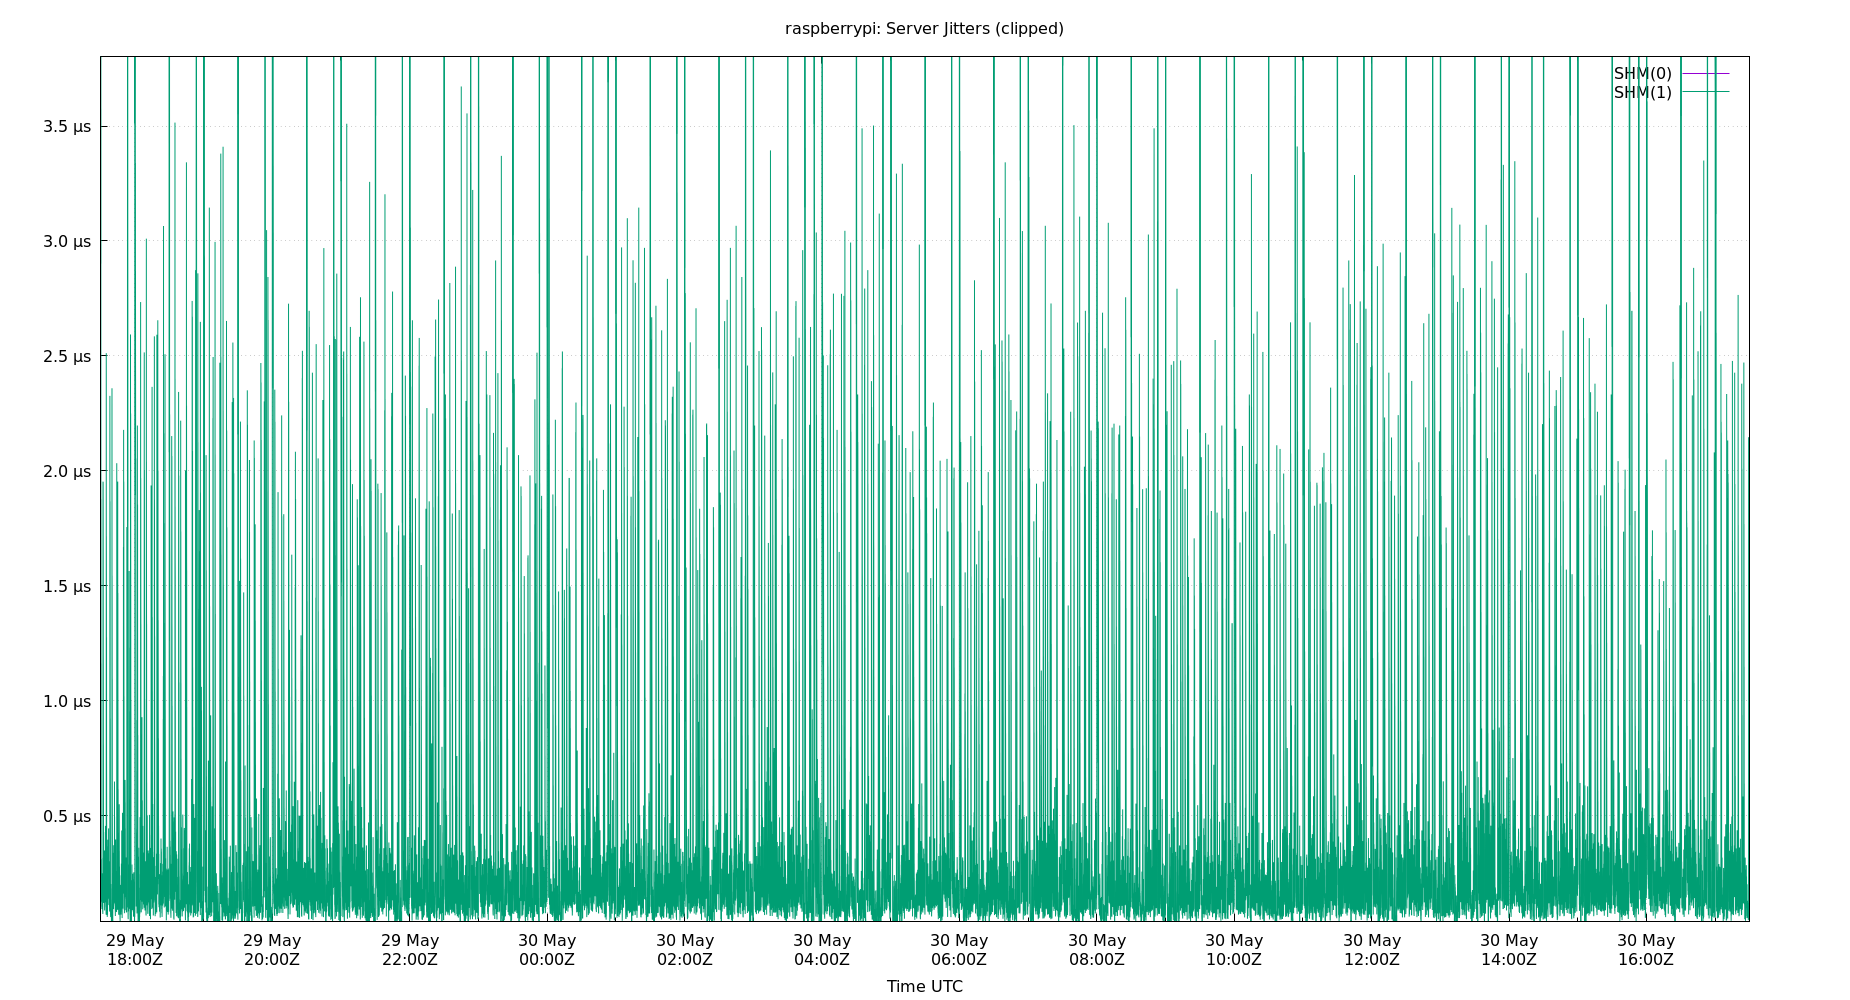 raspberrypi: Server Jitters (clipped)
SHM(0)
SHM(1)
3.5 µs
3.0 µs
2.5 µs
2.0 µs
1.5 µs
1.0 µs
0.5 µs
29 May 29 May 29 May 30 May 30 May 30 May 30 May 30 May 30 May 30 May 30 May 30 May
18:00Z 20:00Z 22:00Z 00:00Z 02:00Z 04:00Z 06:00Z 08:00Z 10:00Z 12:00Z 14:00Z 16:00Z
Time UTC